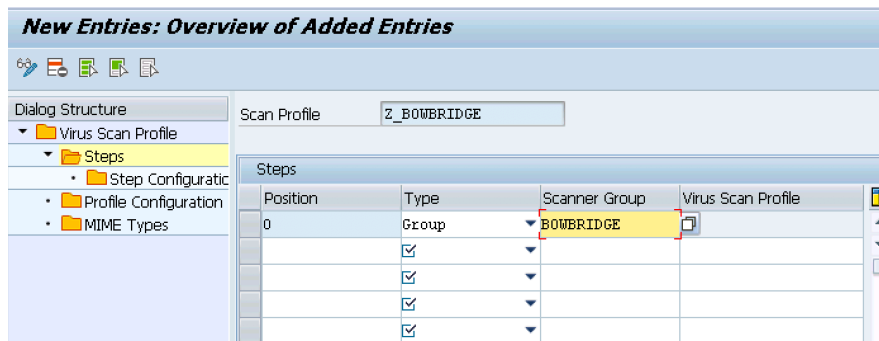 New Entries: Overview of Added Entries
Dialog Structure
Virus Scan Profile
Steps
Step Configuratic
Profile Configuration
MIME Types
Scan Profile Z_BOWBRIDGE
Steps
Position Type Scanner Group Virus Scan Profile
0 Group BOWBRIDGE